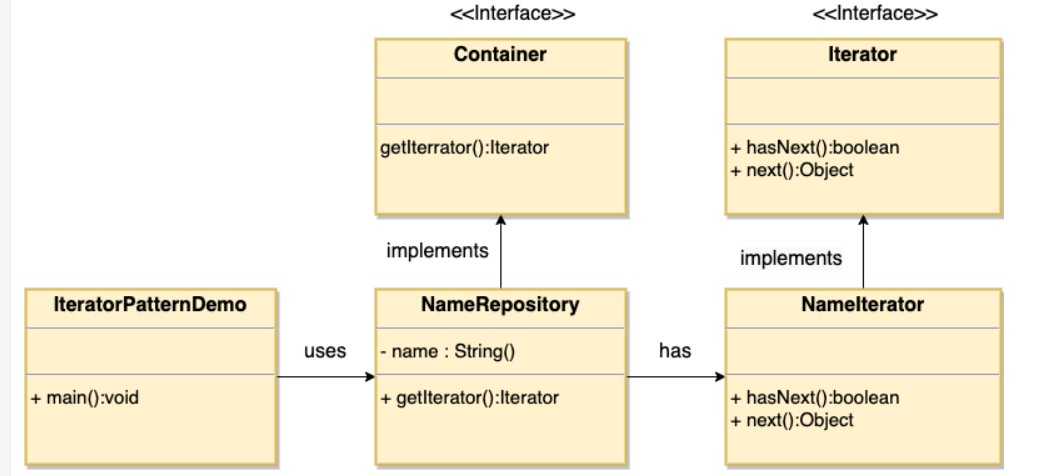 <<Interface>>
<<Interface>>
Container
Iterator
getIterrator():Iterator
+ hasNext():boolean
+ next():Object
implements
implements
IteratorPatternDemo
NameRepository
NameIterator
uses
- name : String()
has
+ main():void
+ getIterator():Iterator
+ hasNext():boolean
+ next():Object